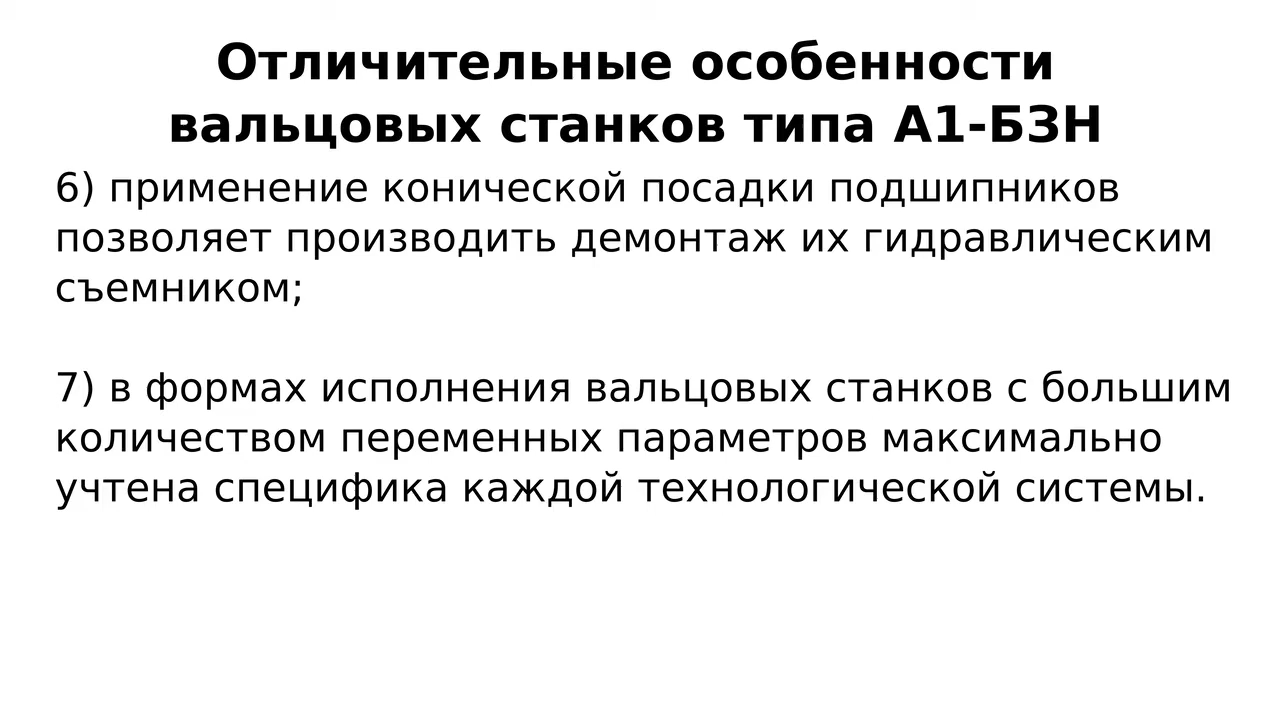 Отличительные особенности
вальцовых станков типа А1-БЗН
6) применение конической посадки подшипников
позволяет производить демонтаж их гидравлическим
съемником;
7) в формах исполнения вальцовых станков с большим
количеством переменных параметров максимально
учтена специфика каждой технологической системы.